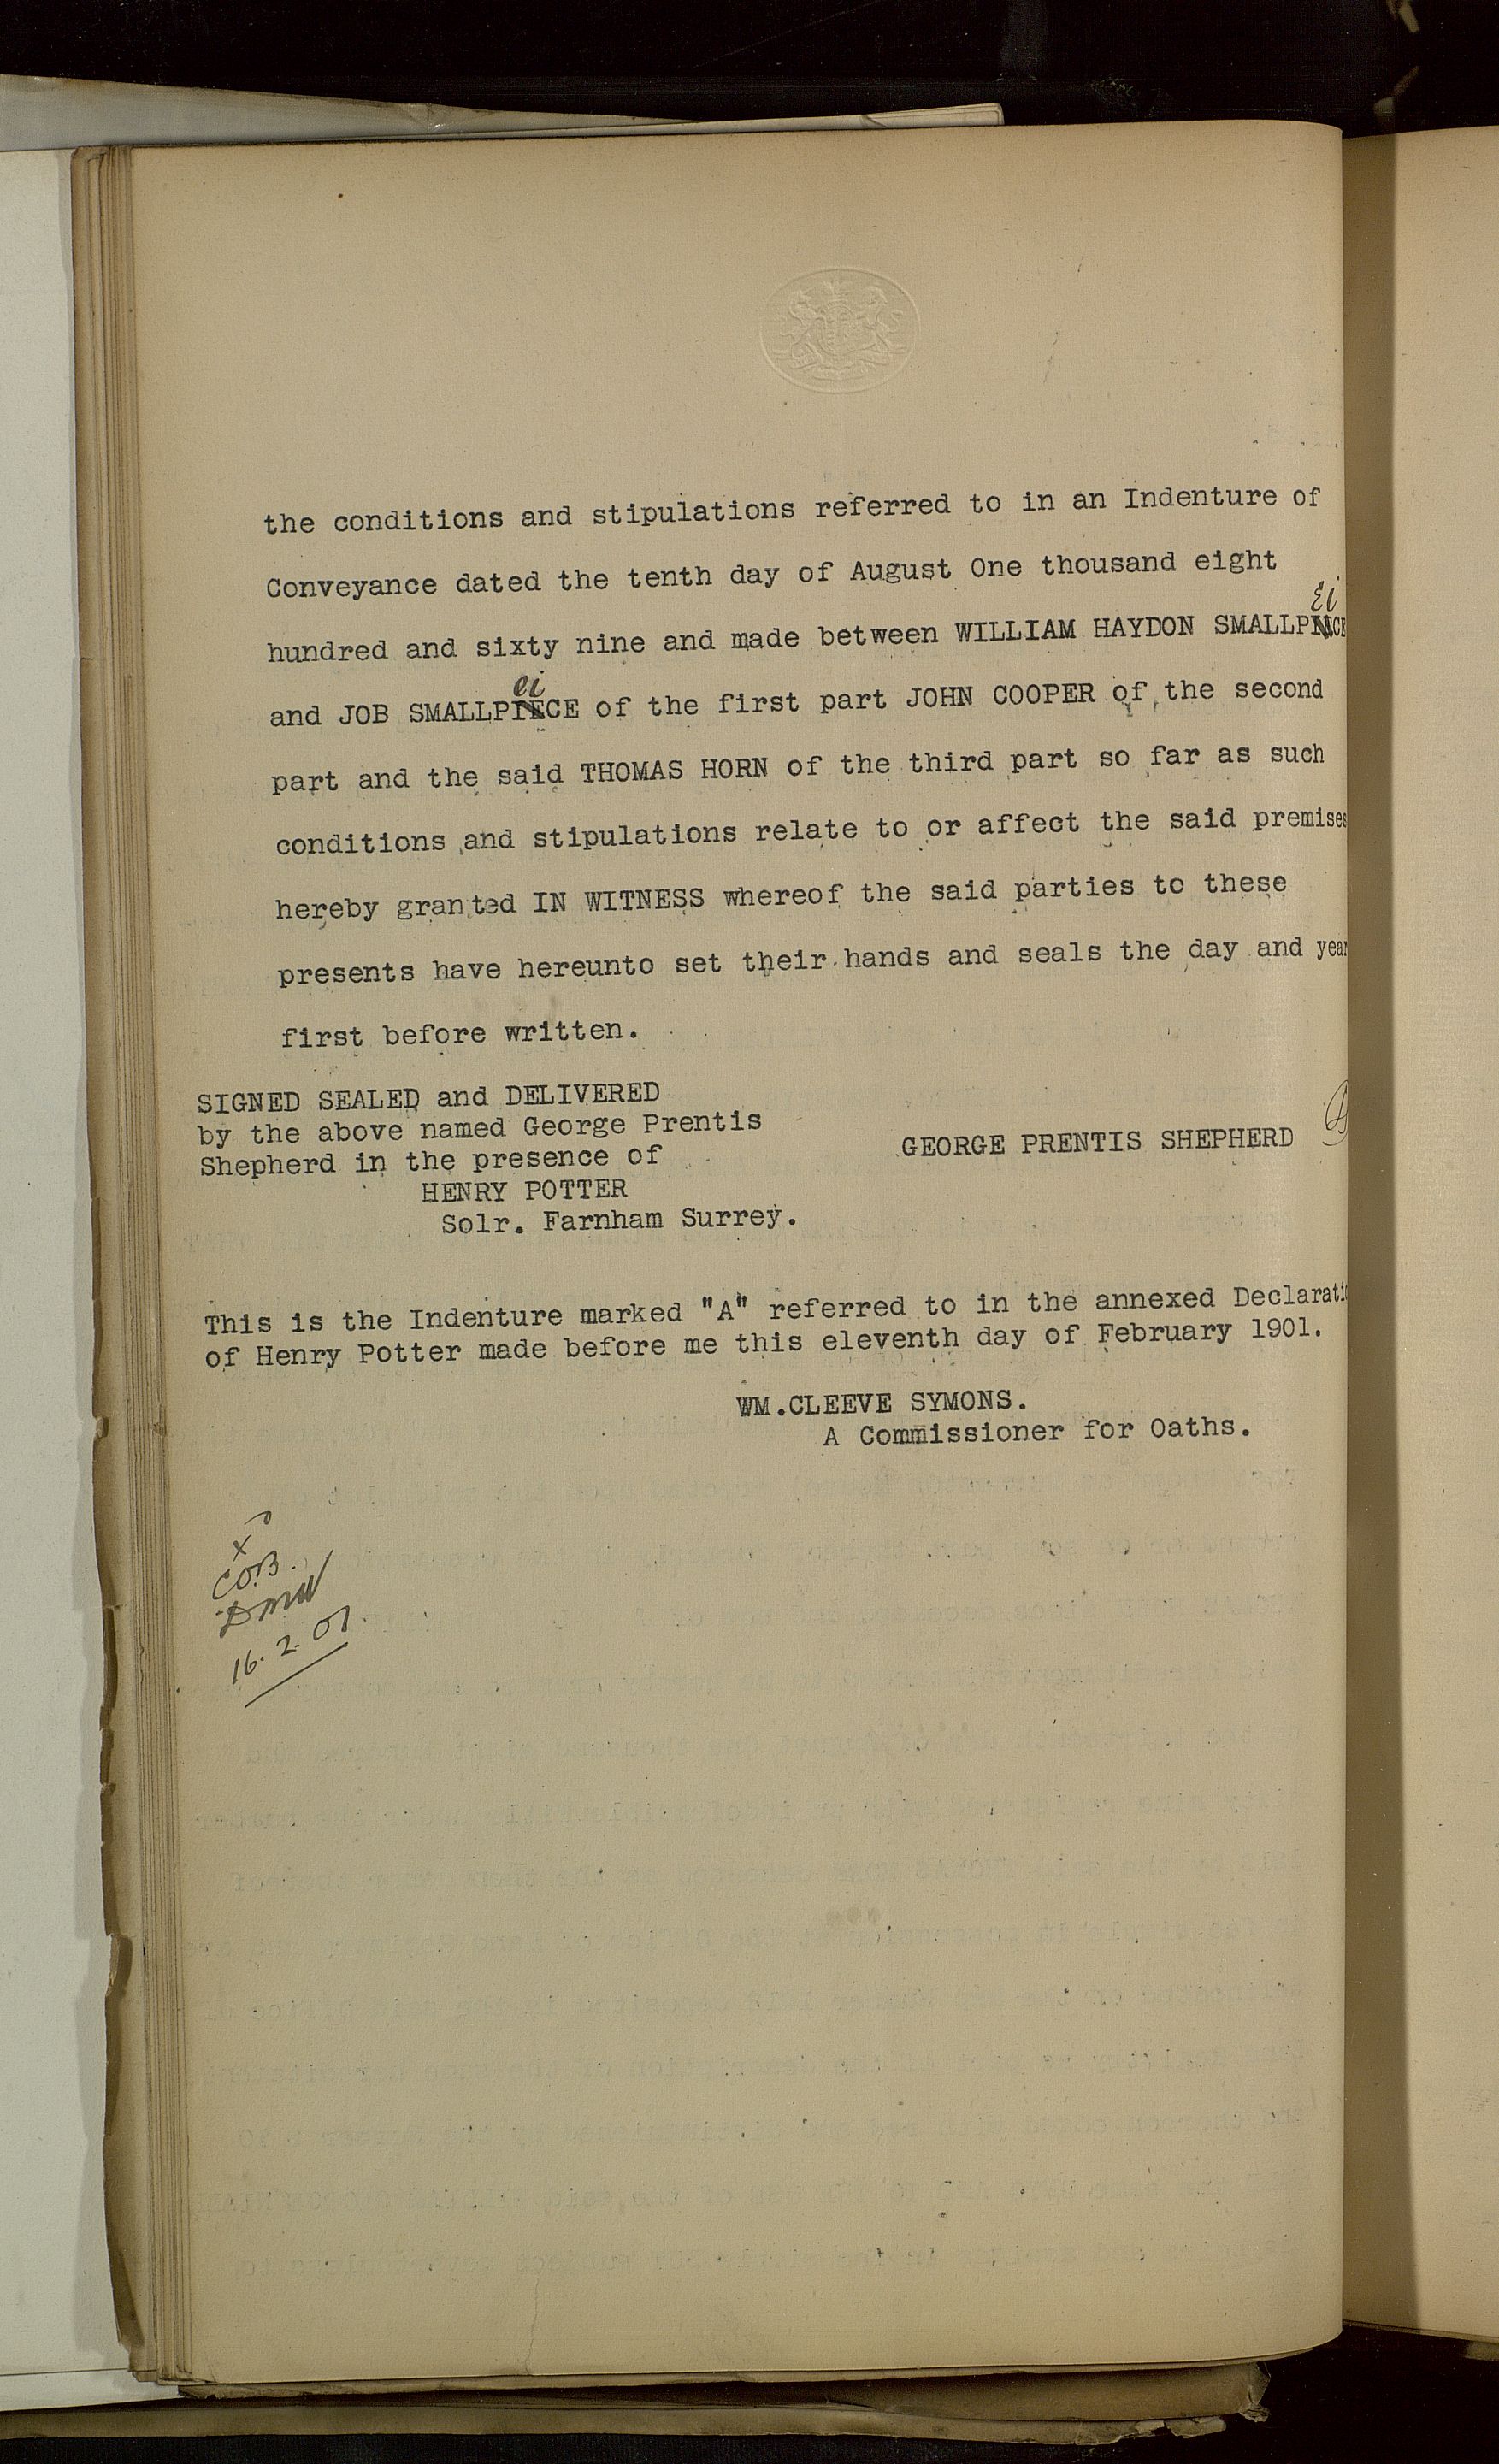 the conditions and stipulations referred to in an Indenture of
Conveyance dated the tenth day of August One thousand eight
hundred and sixty nine and made between WILLIAM HAYDON SMALLPEiCE
and JOB SMALLPeiCE of the first part JOHN COOPER of the second
part and the said THOMAS HORN of the third part so far as such
conditions and stipulations relate to or affect the said premises
hereby granted IN WITNESS whereof the said parties to these
presents have hereunto set their hands and seals the day and year
first before written.
SIGNED SEALED and DELIVERED
by the above named George Prentis
Shepherd in the presence of
GEORGE PRENTIS SHEPHERD
HENRY POTTER
Solr. Farnham Surrey.
This is the Indenture marked "A" referred to in the annexed Declaratio
of Henry Potter made before me this eleventh day of February 1901.
WM.CLEEVE SYMONS.
A Commissioner for Oaths.
C.O.B.
16. 2. 01